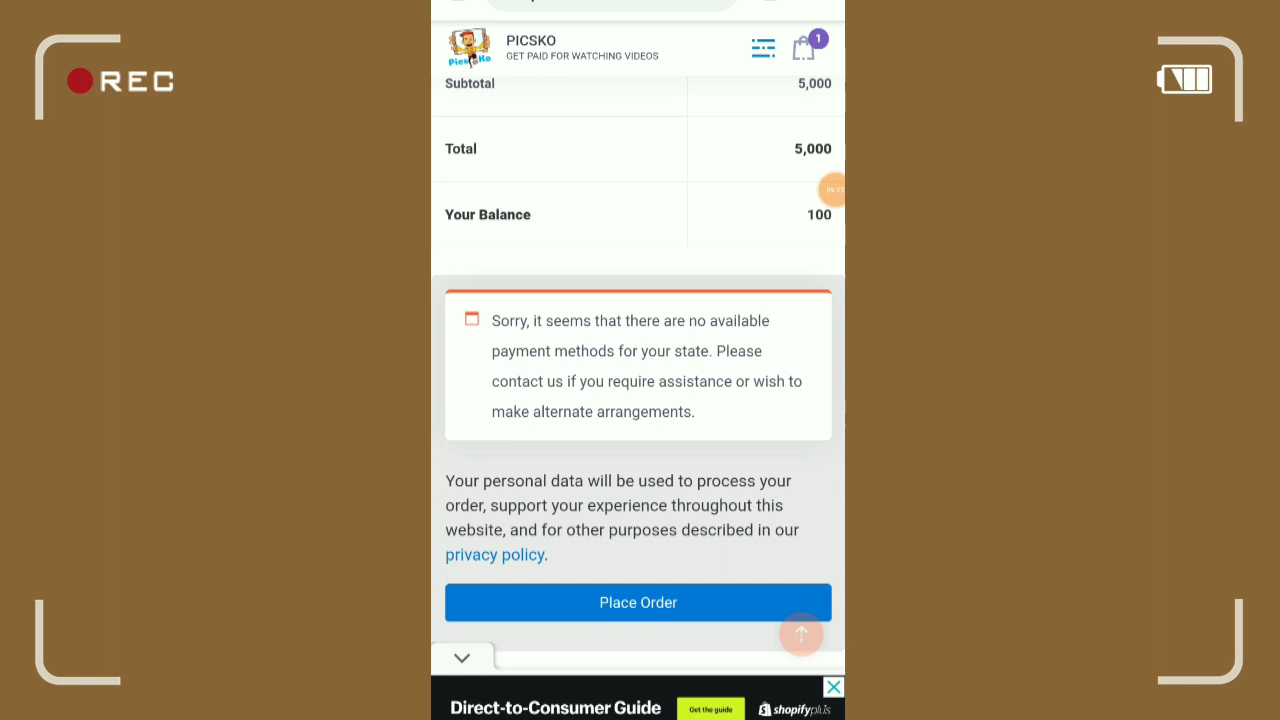 REC
PICSKO
GET PAID FOR WATCHING VIDEOS
1
PicsKo
Subtotal 5,000
Total 5,000
Your Balance 100
Sorry, it seems that there are no available
payment methods for your state. Please
contact us if you require assistance or wish to
make alternate arrangements.
Your personal data will be used to process your
order, support your experience throughout this
website, and for other purposes described in our
privacy policy.
Place Order
Direct-to-Consumer Guide
Get the guide
shopifyplus